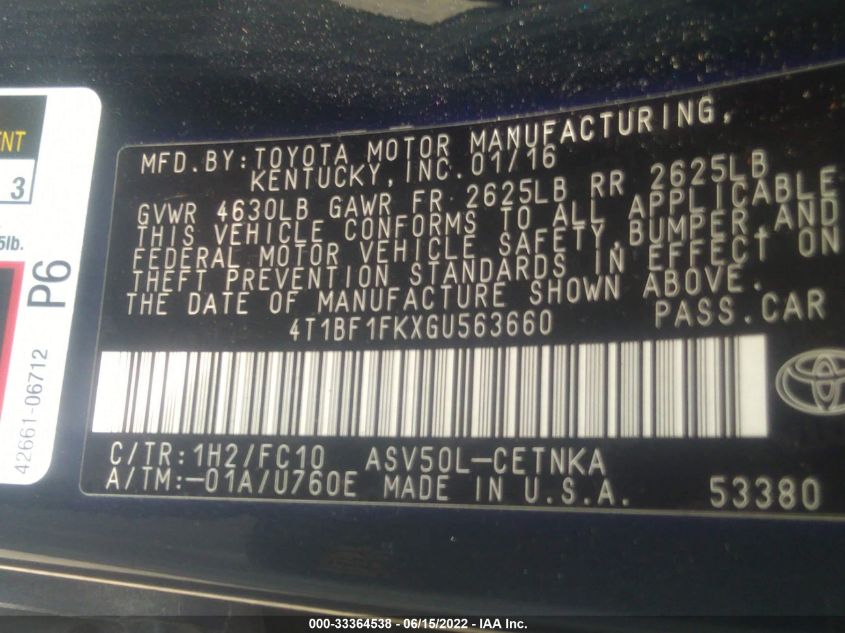 ENT
3
5lb.
P6
42661-06712
MFD.BY:TOYOTA MOTOR MANUFACTURING,
KENTUCKY,INC.01/16
GVWR 4630LB GAWR FR 2625LB RR 2625LB
THIS VEHICLE CONFORMS TO ALL APPLICABLE
FEDERAL MOTOR VEHICLE SAFETY,BUMPER,AND
THEFT PREVENTION STANDARDS IN EFFECT ON
THE DATE OF MANUFACTURE SHOWN ABOVE.
4T1BF1FKXGU563660 PASS.CAR
C/TR:1H2/FC10 ASV50L-CETNKA
A/TM:-01A/U760E MADE IN U.S.A. 53380
000-33364538 - 06/15/2022 - IAA Inc.